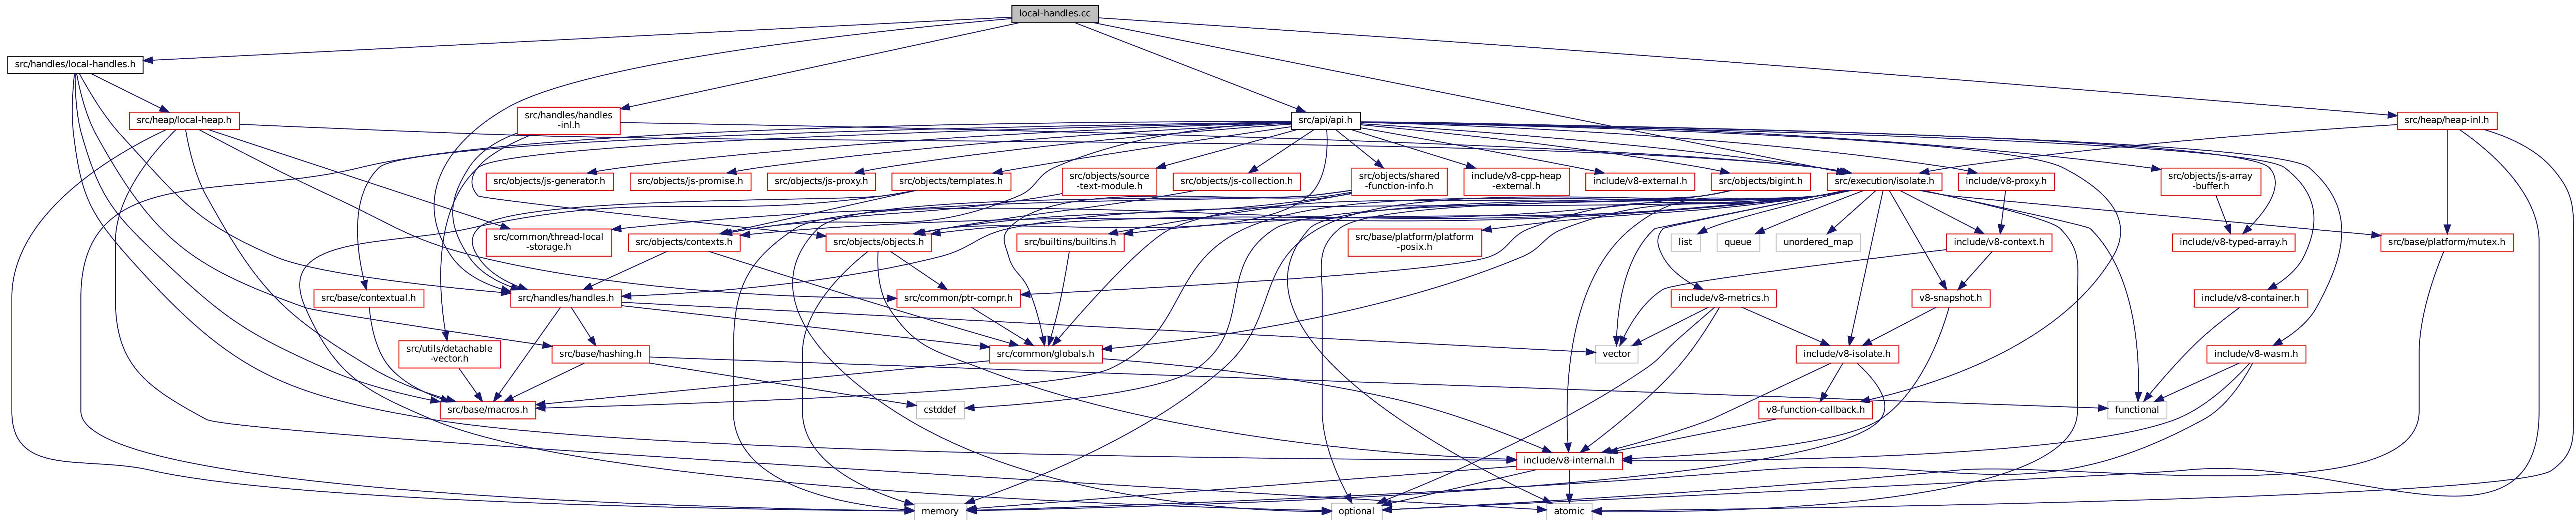 local-handles.cc
src/handles/local-handles.h
src/heap/local-heap.h
src/handles/handles
-inl.h
src/api/api.h
src/heap/heap-inl.h
src/objects/js-generator.h
src/objects/js-promise.h
src/objects/js-proxy.h
src/objects/templates.h
src/objects/source
-text-module.h
src/objects/js-collection.h
src/objects/shared
-function-info.h
include/v8-cpp-heap
-external.h
include/v8-external.h
src/objects/bigint.h
src/execution/isolate.h
include/v8-proxy.h
src/objects/js-array
-buffer.h
src/common/thread-local
-storage.h
src/objects/contexts.h
src/objects/objects.h
src/builtins/builtins.h
src/base/platform/platform
-posix.h
list
queue
unordered_map
include/v8-context.h
include/v8-typed-array.h
src/base/platform/mutex.h
src/base/contextual.h
src/handles/handles.h
src/common/ptr-compr.h
include/v8-metrics.h
v8-snapshot.h
include/v8-container.h
src/utils/detachable
-vector.h
src/base/hashing.h
src/common/globals.h
vector
include/v8-isolate.h
include/v8-wasm.h
src/base/macros.h
cstddef
v8-function-callback.h
functional
include/v8-internal.h
memory
optional
atomic